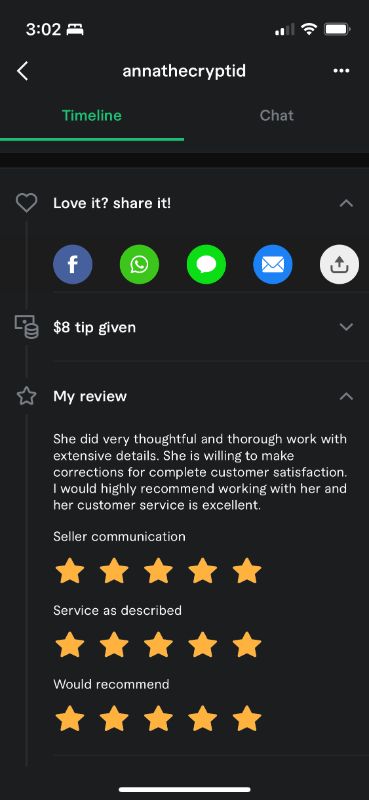 3:02
annathecryptid
Timeline
Chat
Love it? share it!
$8 tip given
My review
She did very thoughtful and thorough work with
extensive details. She is willing to make
corrections for complete customer satisfaction.
I would highly recommend working with her and
her customer service is excellent.
Seller communication
Service as described
Would recommend